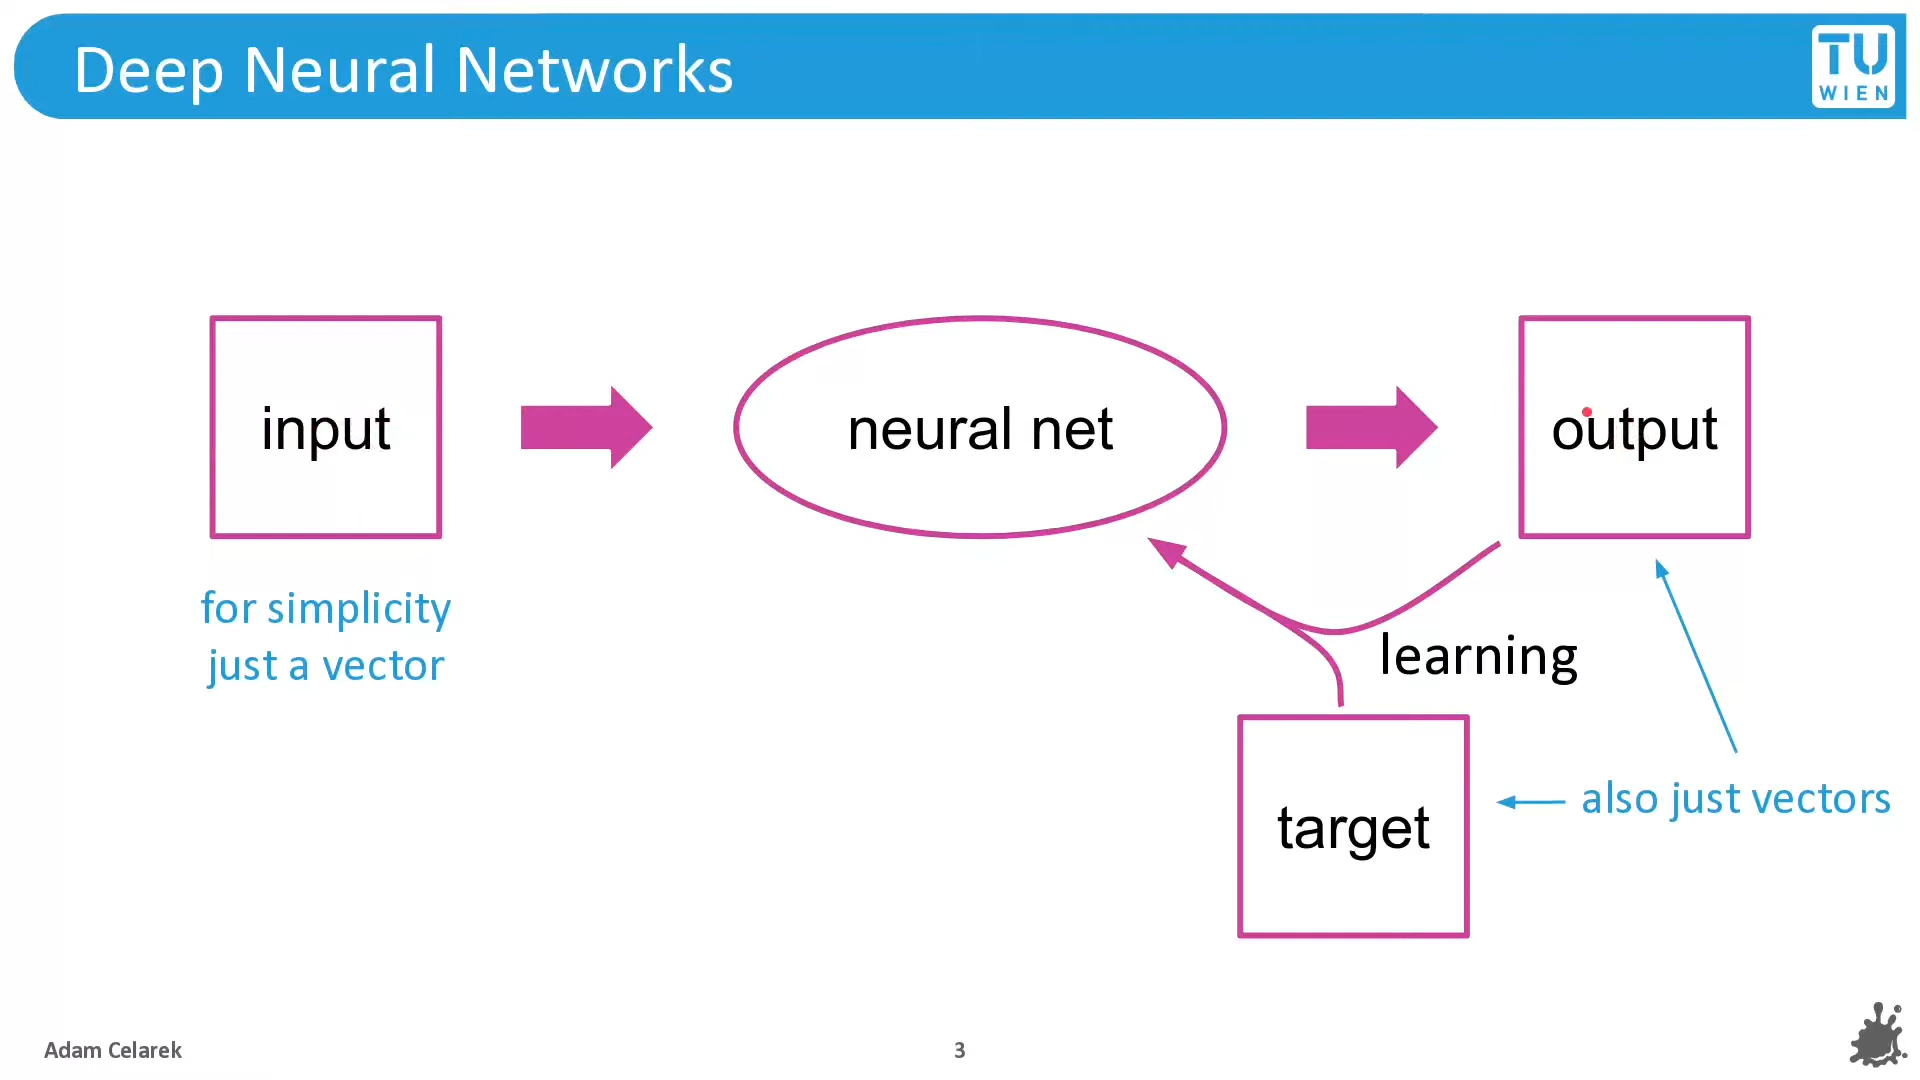 Deep Neural Networks
TU
WIEN
input
neural net
output
for simplicity
just a vector
learning
also just vectors
target
Adam Celarek
3